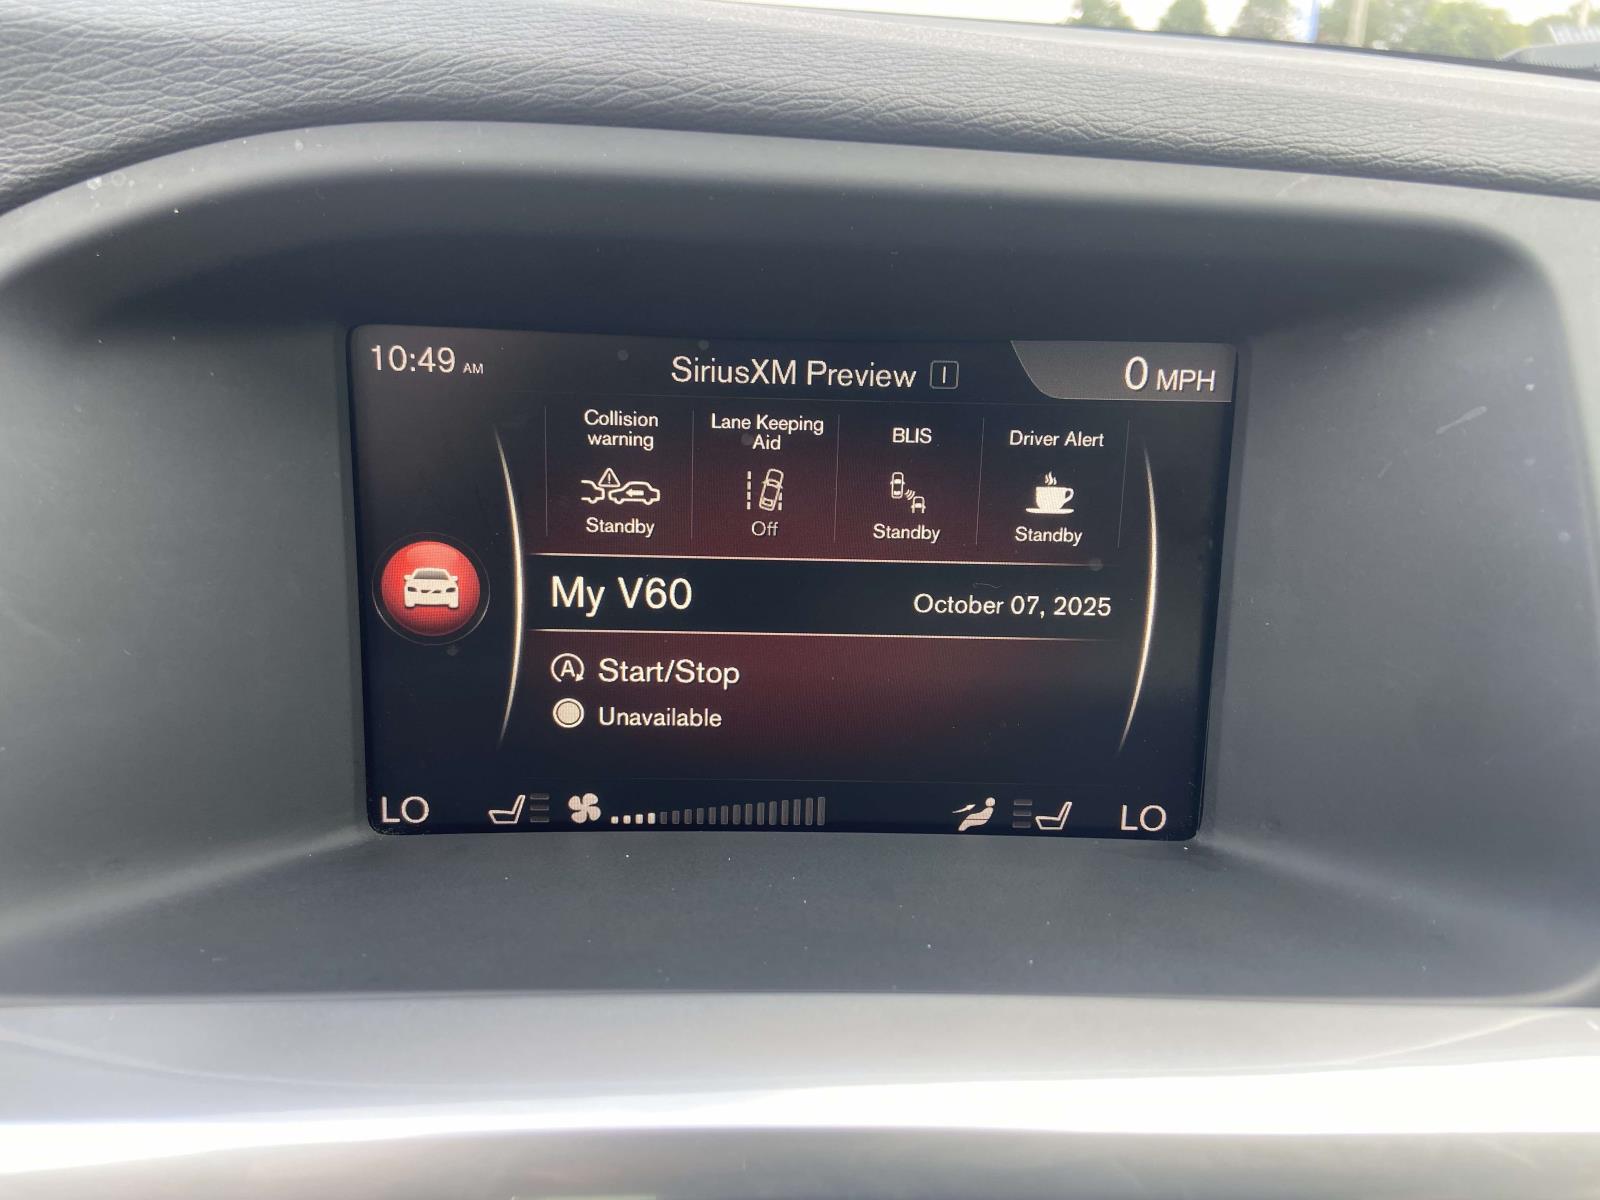 10:49 AM
SiriusXM Preview I
0 MPH
Collision
warning
Standby
Lane Keeping
Aid
Off
BLIS
Standby
Driver Alert
Standby
My V60
October 07, 2025
A Start/Stop
Unavailable
LO
LO